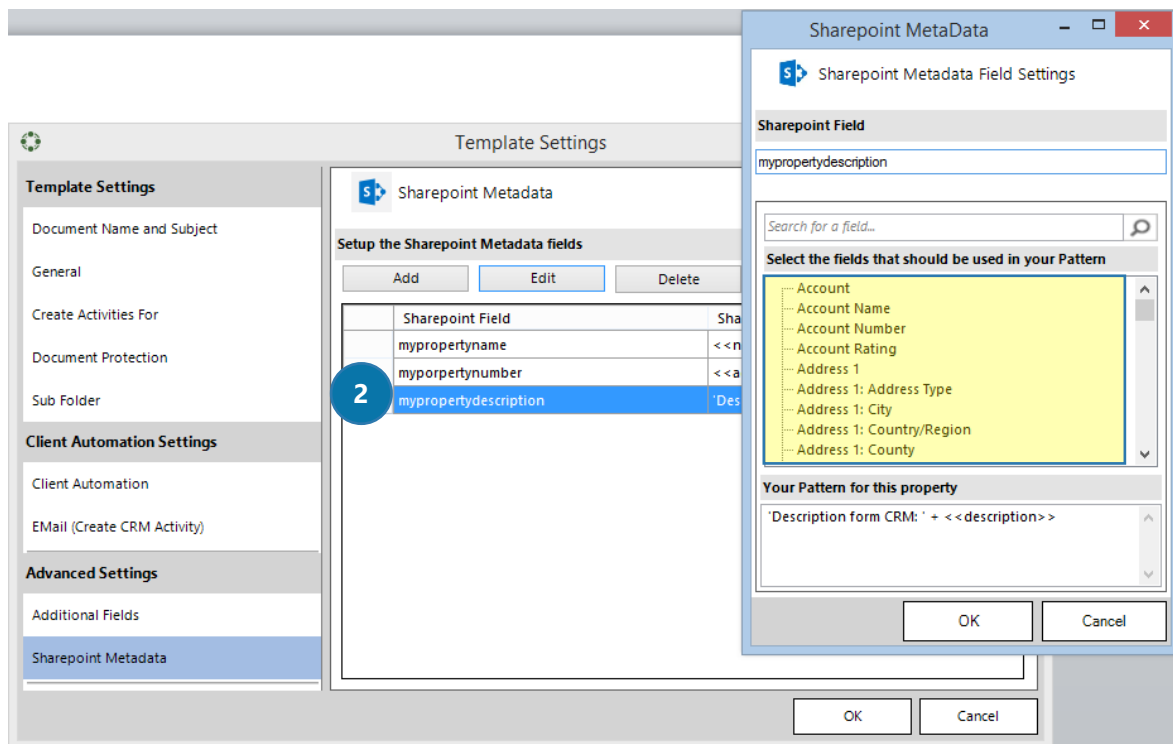 Sharepoint MetaData
Sharepoint Metadata Field Settings
Sharepoint Field
mypropertydescription
Search for a field...
Select the fields that should be used in your Pattern
Account
Account Name
Account Number
Account Rating
Address 1
Address 1: Address Type
Address 1: City
Address 1: Country/Region
Address 1: County
Your Pattern for this property
'Description form CRM: ' + <<description>>
OK
Cancel
Template Settings
Template Settings
Document Name and Subject
General
Create Activities For
Document Protection
Sub Folder
Client Automation Settings
Client Automation
EMail (Create CRM Activity)
Advanced Settings
Additional Fields
Sharepoint Metadata
Sharepoint Metadata
Setup the Sharepoint Metadata fields
Add
Edit
Delete
Sharepoint Field
Sha
mypropertyname
<<n
myporpertynumber
<<a
2
mypropertydescription
'Des
OK
Cancel